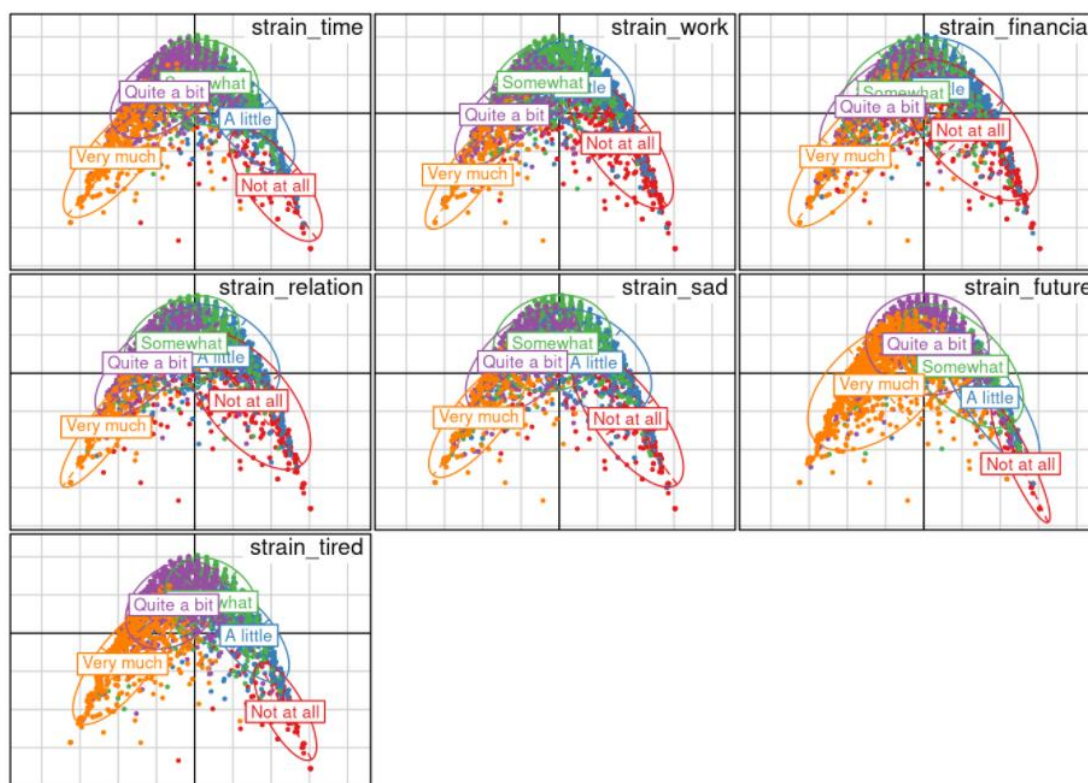 strain_time
Somewhat
Quite a bit
A little
Very much
Not at all
strain_work
Somewhat
Quite a bit
Not at all
Very much
strain_financial
Somewhat
Quite a bit
Not at all
Very much
strain_relation
Somewhat
Quite a bit
A little
Not at all
Very much
strain_sad
Somewhat
Quite a bit
A little
Very much
Not at all
strain_future
Quite a bit
Somewhat
Very much
A little
Not at all
strain_tired
Quite a bit
A little
Very much
Not at all